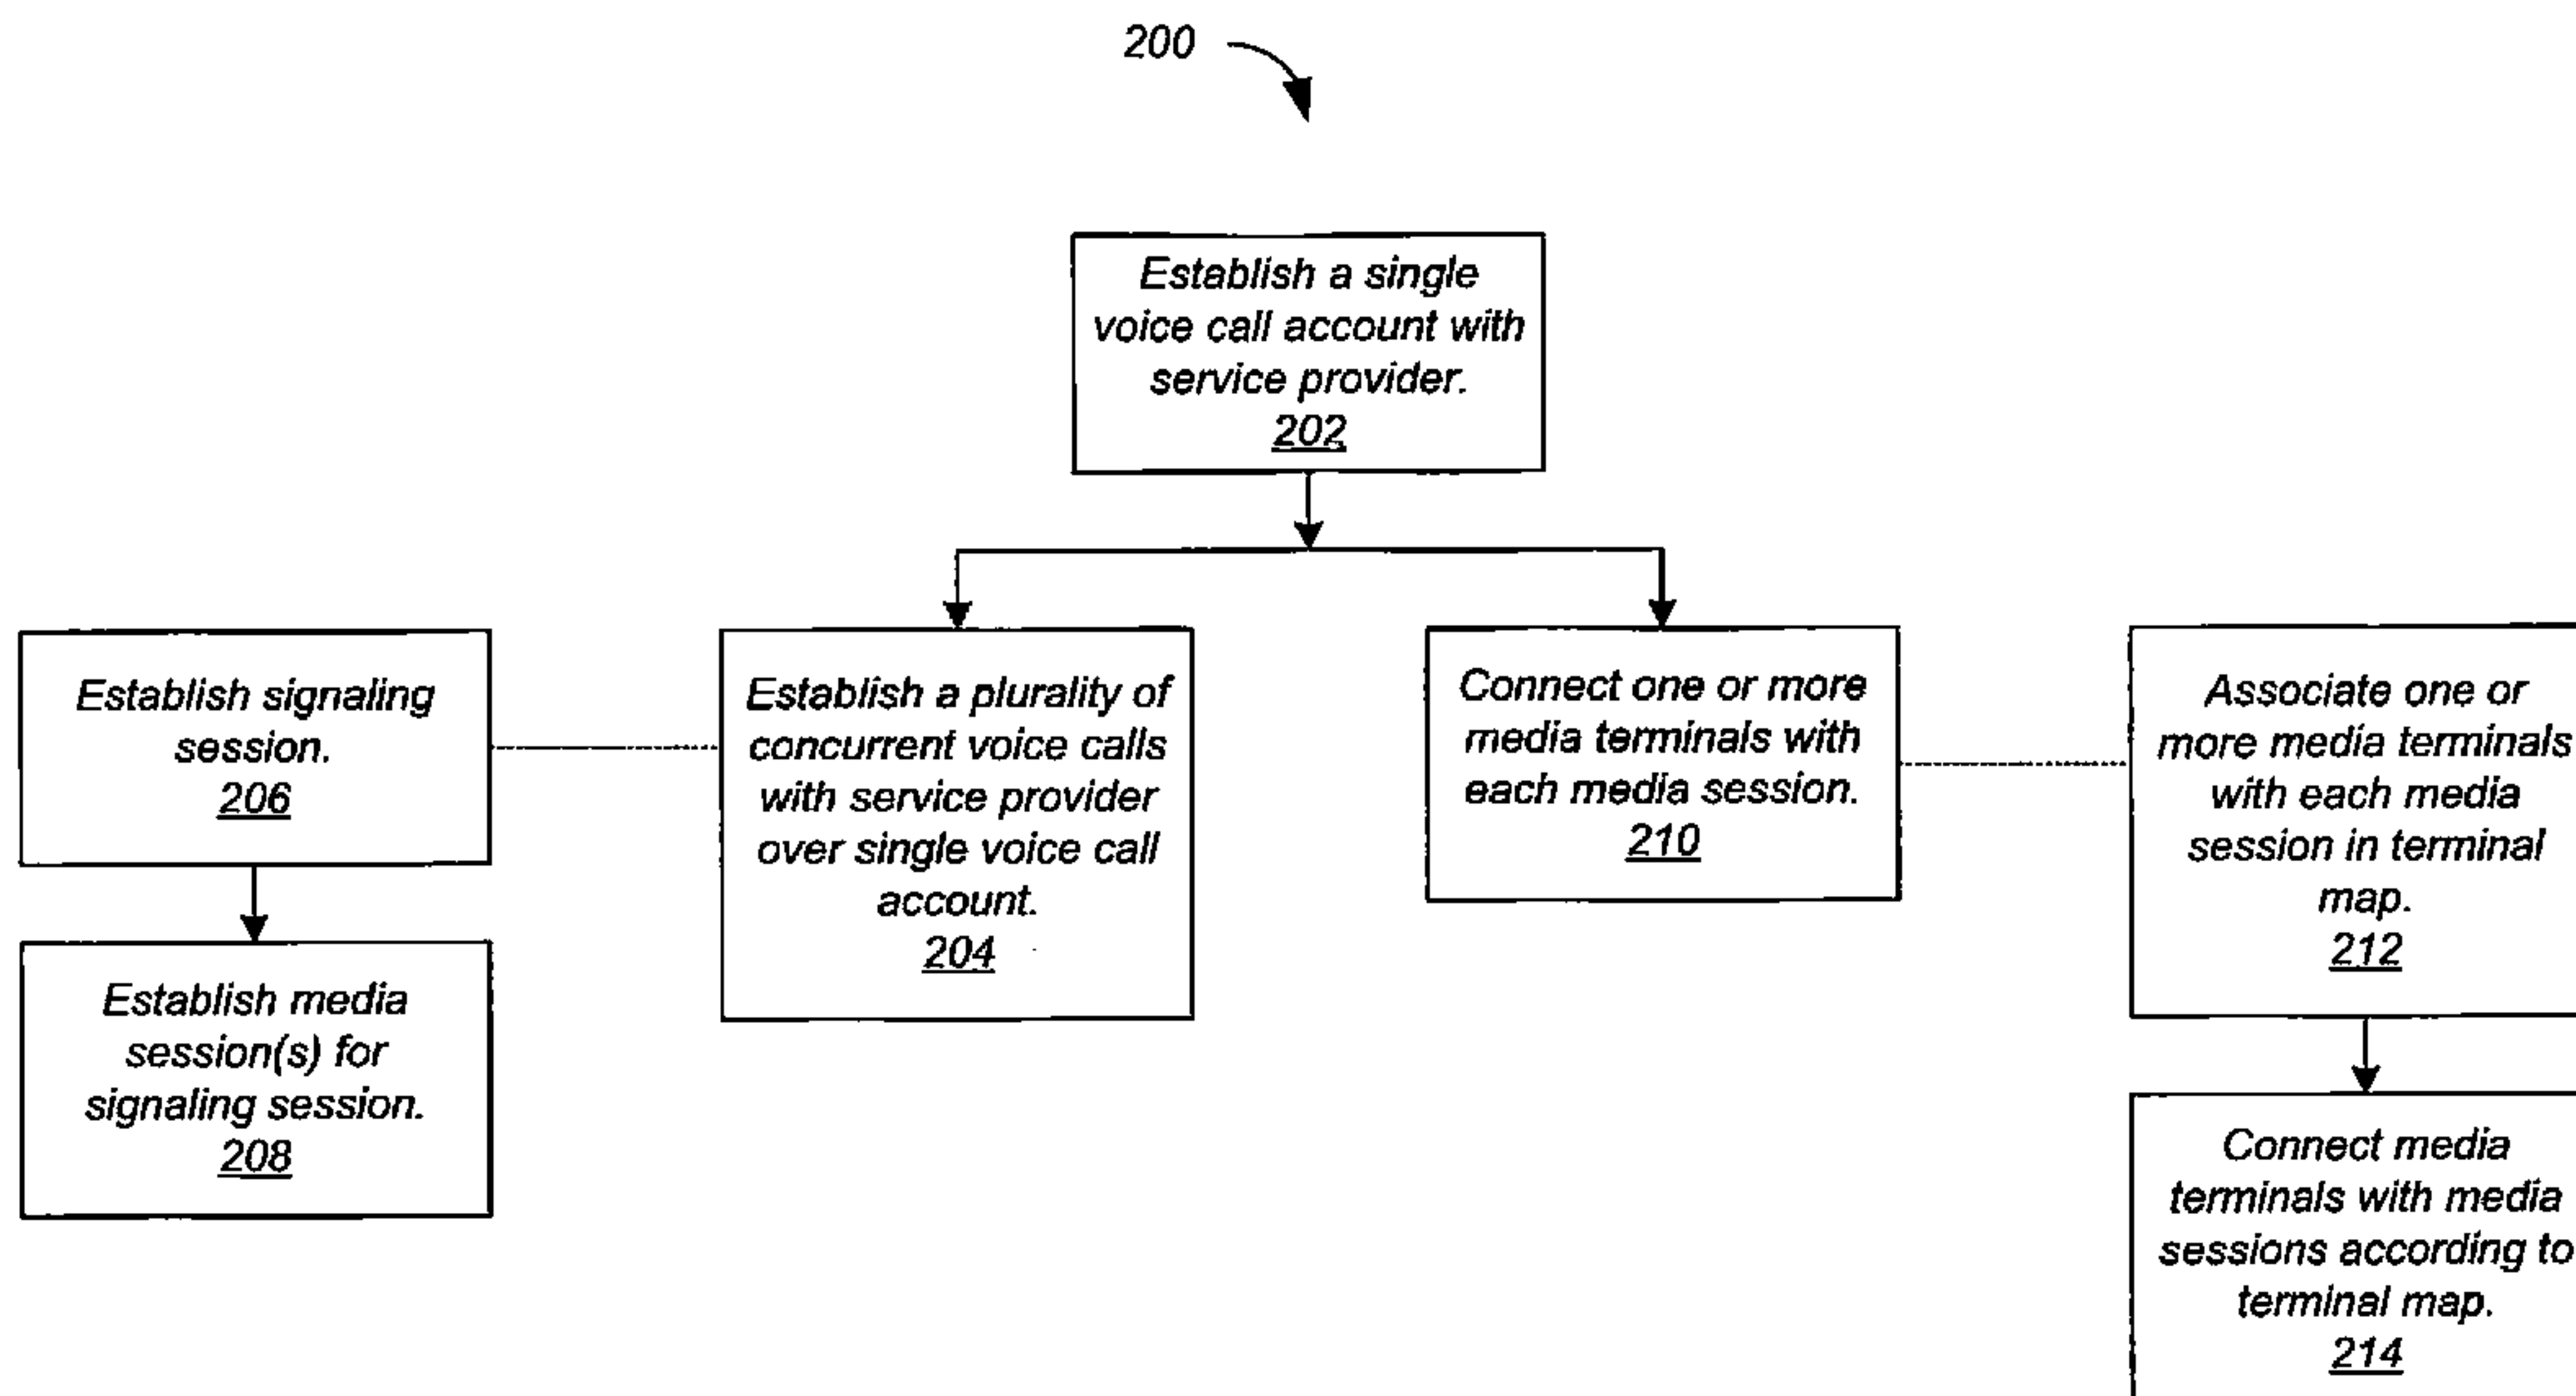 200
Establish a single
voice call account with
service provider.
202
Establish signaling
session.
206
Establish media
session(s) for
signaling session.
208
Establish a plurality of
concurrent voice calls
with service provider
over single voice call
account.
204
Connect one or more
media terminals with
each media session.
210
Associate one or
more media terminals
with each media
session in terminal
map.
212
Connect media
terminals with media
sessions according to
terminal map.
214